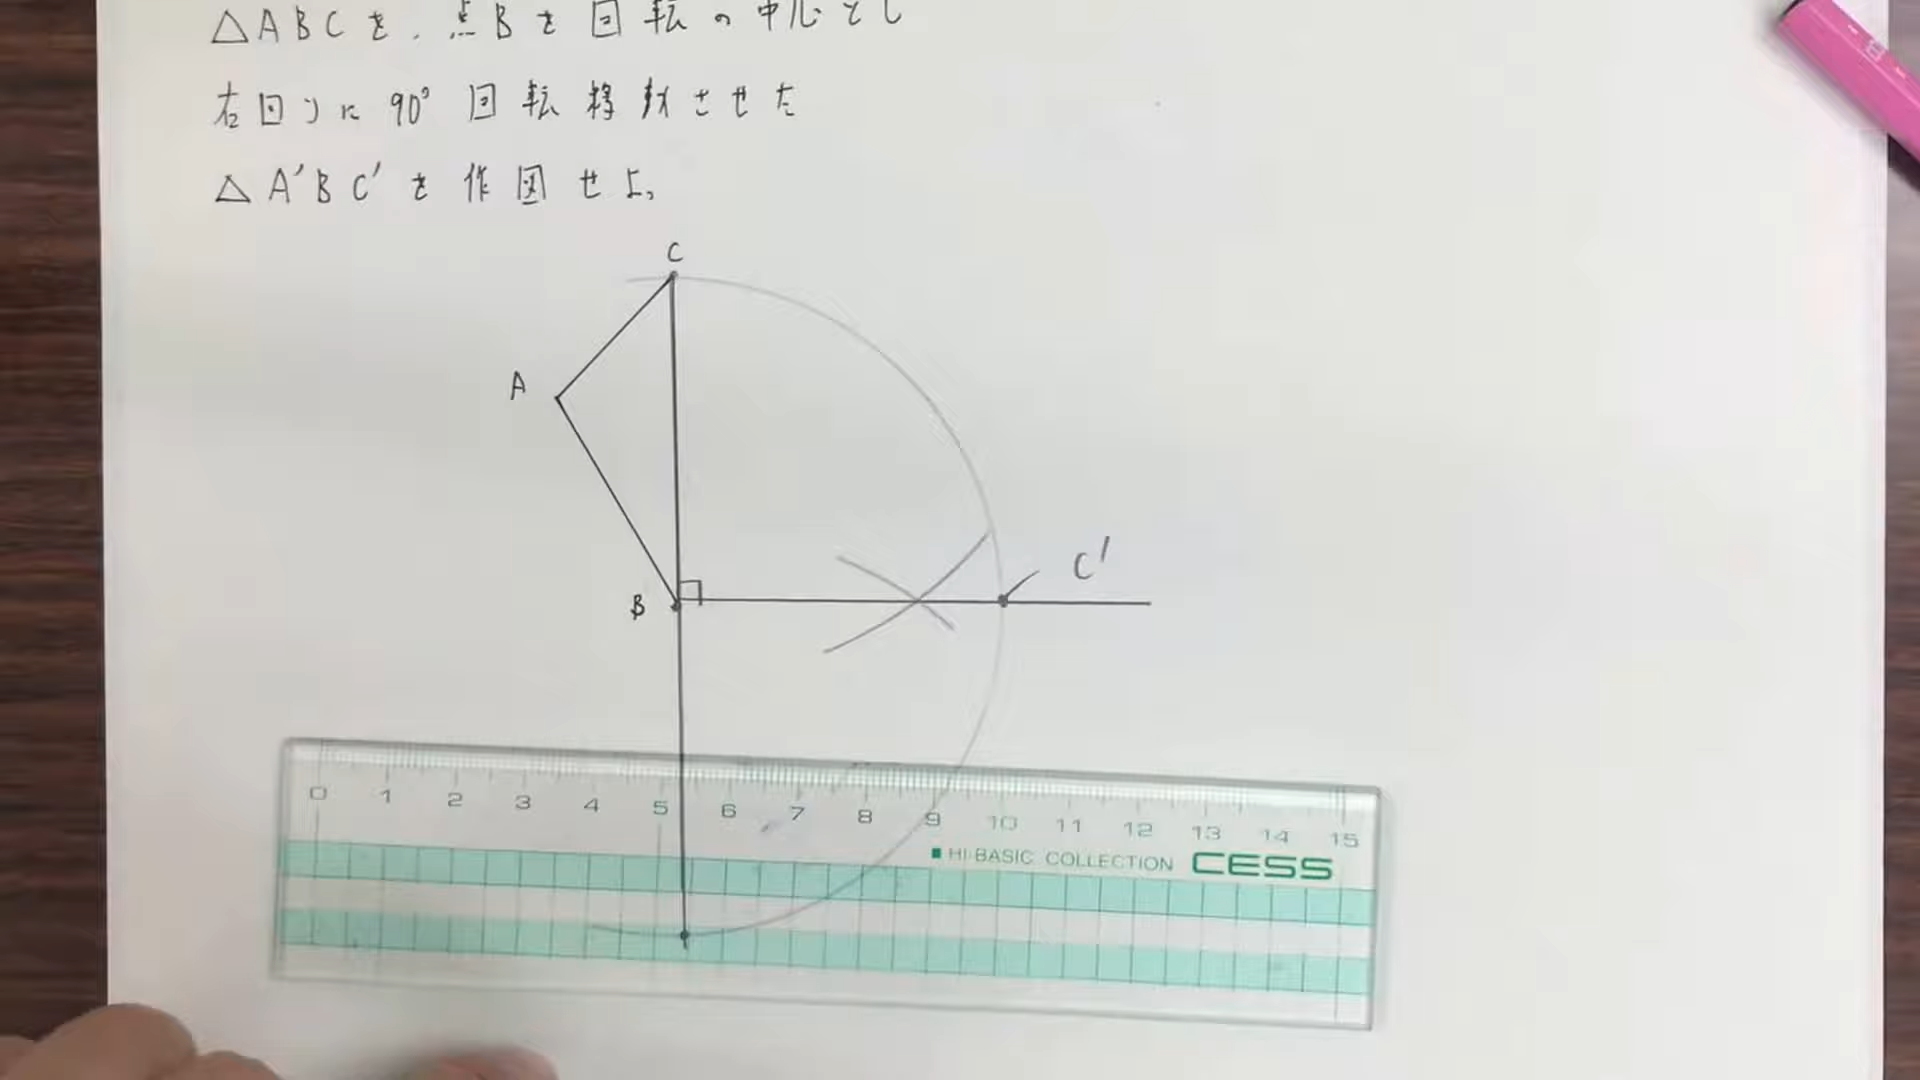 △ABCを、点Bを回転の中心とし
右回りに90°回転移動させた
△A'BC'を作図せよ。
C
A
C'
B
0 1 2 3 4 5 6 7 8 9 10 11 12 13 14 15
HI-BASIC COLLECTION CESS